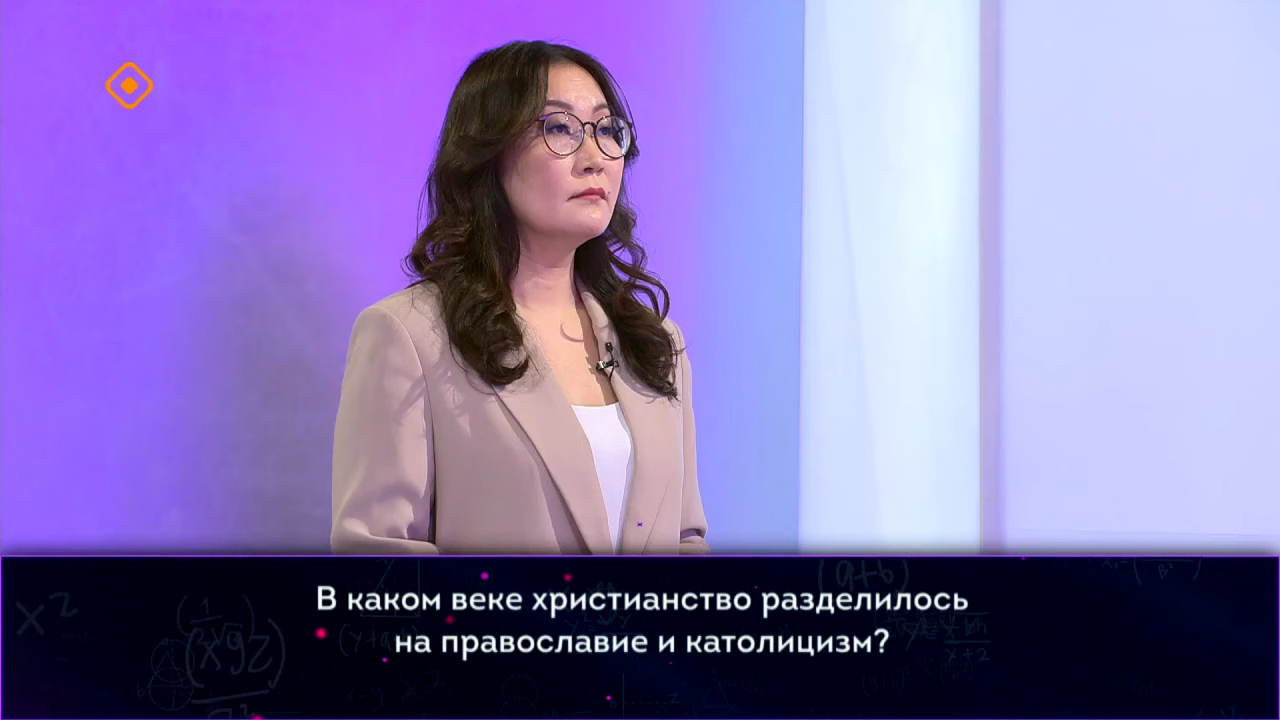 В каком веке христианство разделилось
на православие и католицизм?